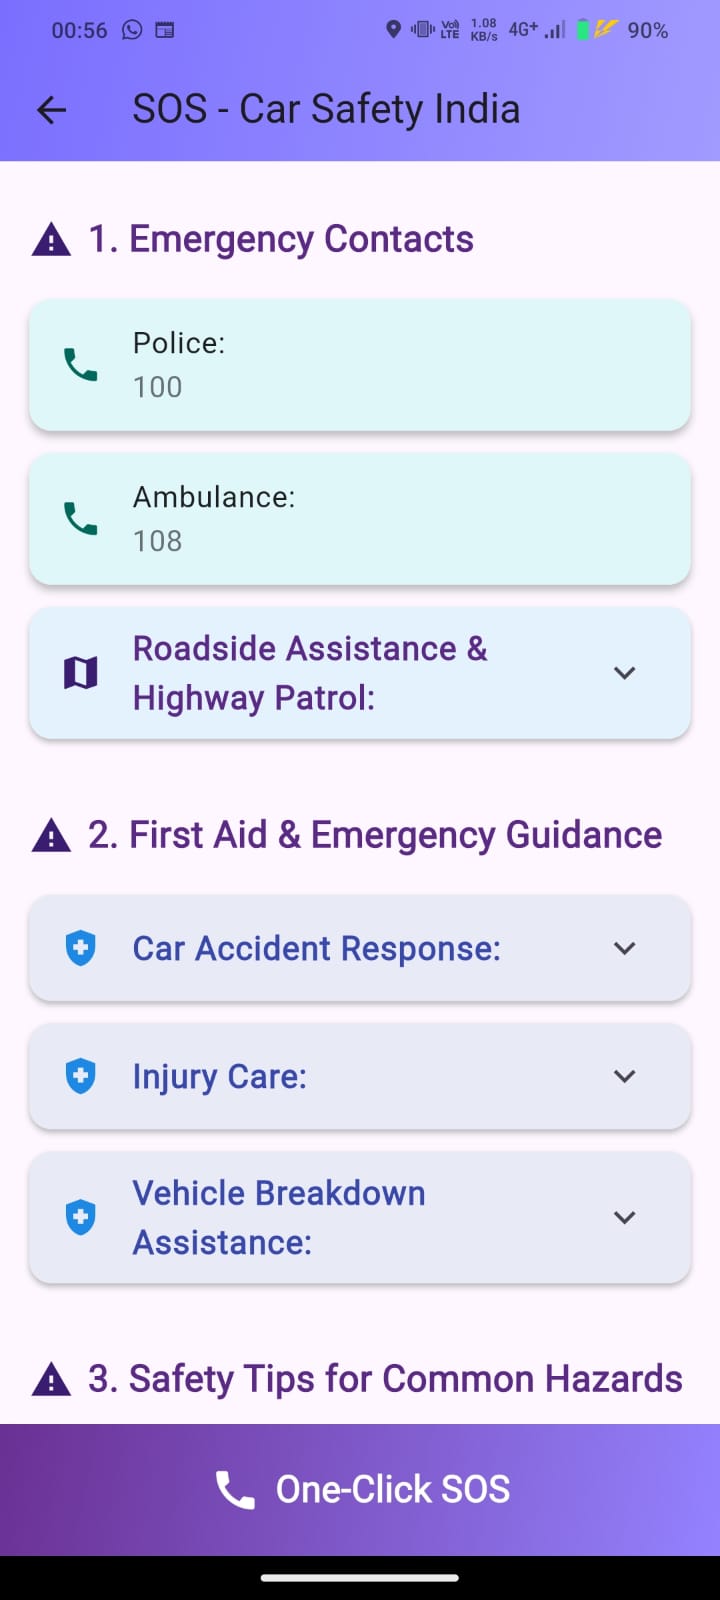 00:56 VoI) LTE 1.08 KB/s 4G+ 90%
SOS - Car Safety India
1. Emergency Contacts
Police:
100
Ambulance:
108
Roadside Assistance &
Highway Patrol:
2. First Aid & Emergency Guidance
Car Accident Response:
Injury Care:
Vehicle Breakdown
Assistance:
3. Safety Tips for Common Hazards
One-Click SOS